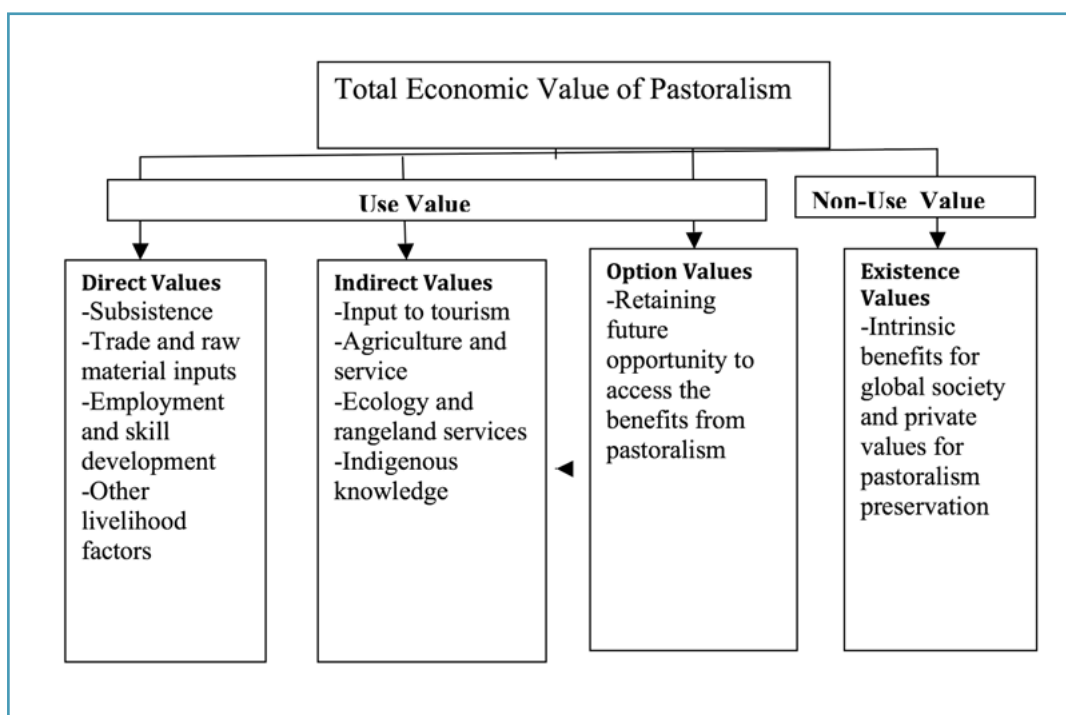 Total Economic Value of Pastoralism
Use Value
Non-Use Value
Direct Values
-Subsistence
-Trade and raw
material inputs
-Employment
and skill
development
-Other
livelihood
factors
Indirect Values
-Input to tourism
-Agriculture and
service
-Ecology and
rangeland services
-Indigenous
knowledge
Option Values
-Retaining
future
opportunity to
access the
benefits from
pastoralism
Existence
Values
-Intrinsic
benefits for
global society
and private
values for
pastoralism
preservation